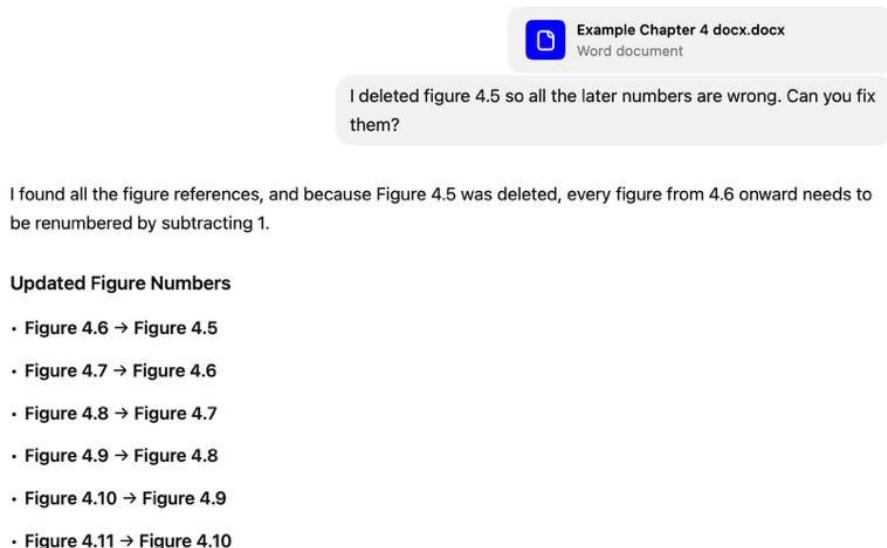 Example Chapter 4 docx.docx
Word document
I deleted figure 4.5 so all the later numbers are wrong. Can you fix
them?
I found all the figure references, and because Figure 4.5 was deleted, every figure from 4.6 onward needs to
be renumbered by subtracting 1.
Updated Figure Numbers
• Figure 4.6 → Figure 4.5
• Figure 4.7 → Figure 4.6
• Figure 4.8 → Figure 4.7
• Figure 4.9 → Figure 4.8
• Figure 4.10 → Figure 4.9
• Figure 4.11 → Figure 4.10